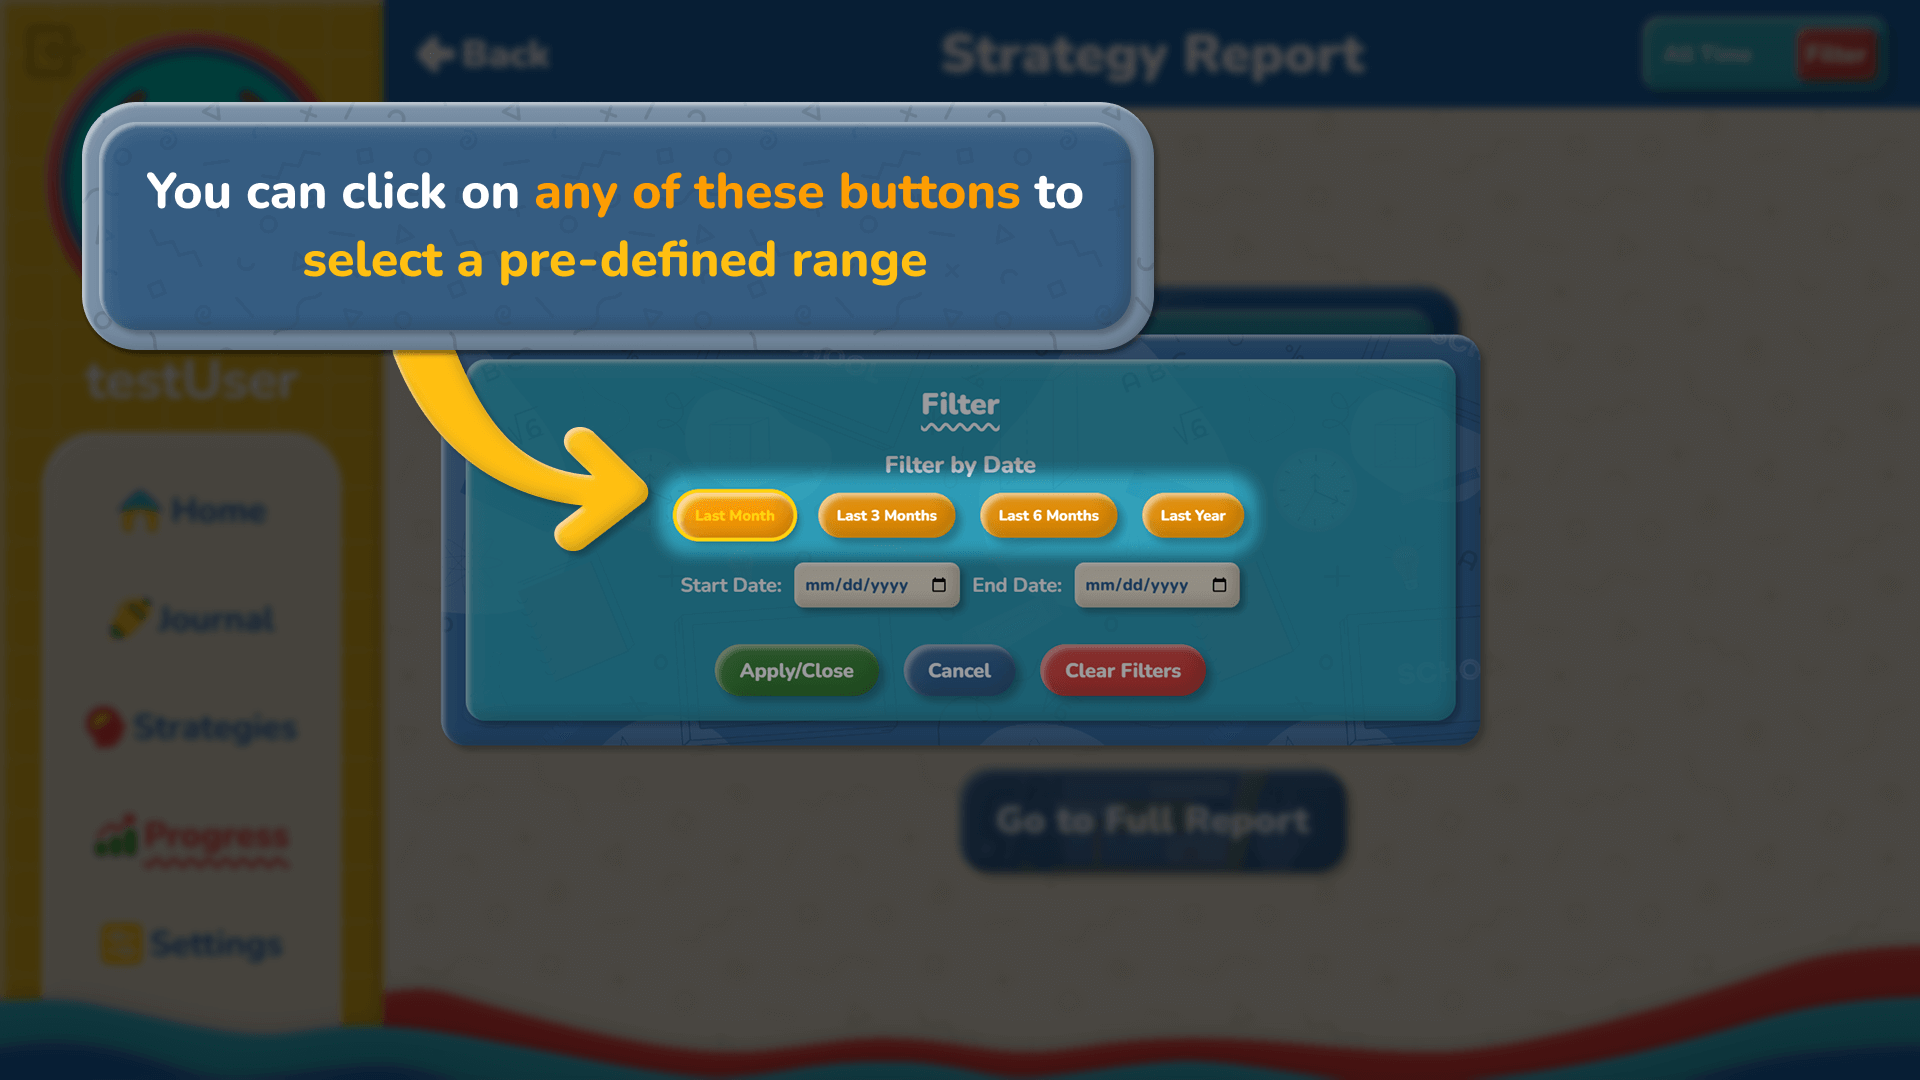 Back
Strategy Report
All Time
Filter
You can click on any of these buttons to
select a pre-defined range
testUser
Home
Journal
Strategies
Progress
Settings
Filter
Filter by Date
Last Month
Last 3 Months
Last 6 Months
Last Year
Start Date: mm/dd/yyyy End Date: mm/dd/yyyy
Apply/Close
Cancel
Clear Filters
Go to Full Report